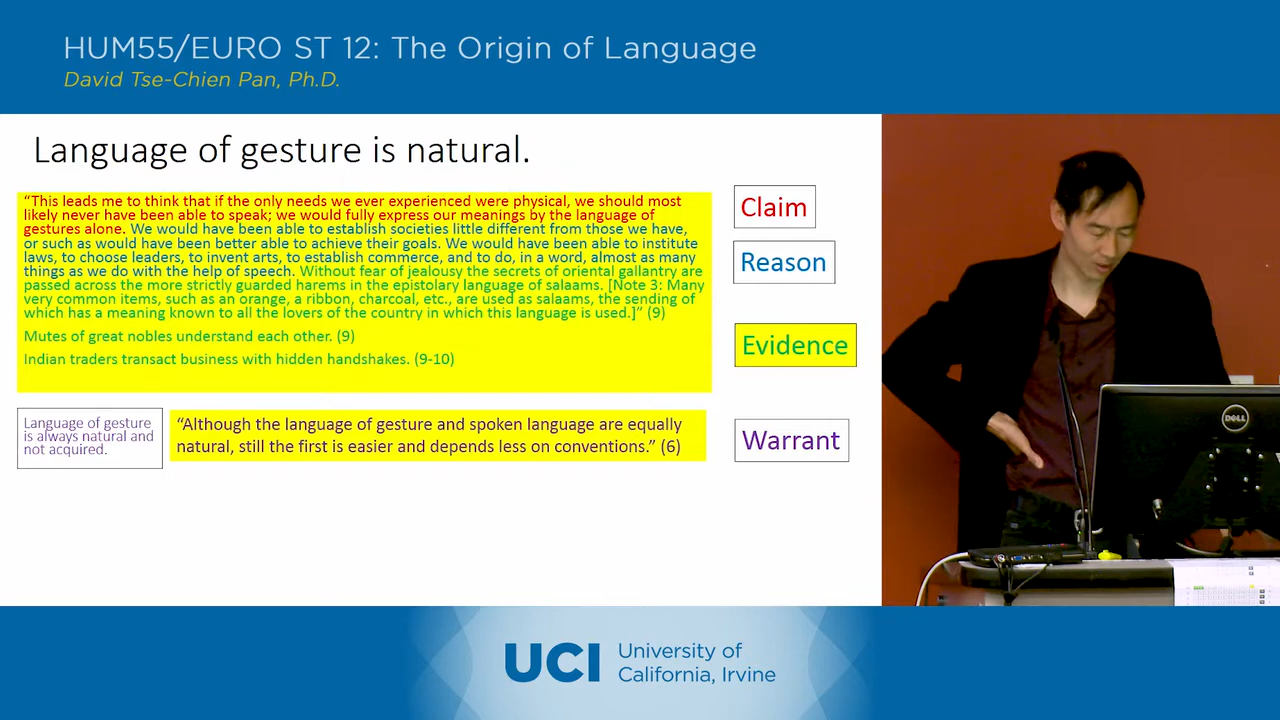 HUM55/EURO ST 12: The Origin of Language
David Tse-Chien Pan, Ph.D.
Language of gesture is natural.
“This leads me to think that if the only needs we ever experienced were physical, we should most
likely never have been able to speak; we would fully express our meanings by the language of
gestures alone. We would have been able to establish societies little different from those we have,
or such as would have been better able to achieve their goals. We would have been able to institute
laws, to choose leaders, to invent arts, to establish commerce, and to do, in a word, almost as many
things as we do with the help of speech. Without fear of jealousy the secrets of oriental gallantry are
passed across the more strictly guarded harems in the epistolary language of salaams. [Note 3: Many
very common items, such as an orange, a ribbon, charcoal, etc., are used as salaams, the sending of
which has a meaning known to all the lovers of the country in which this language is used.]” (9)
Mutes of great nobles understand each other. (9)
Indian traders transact business with hidden handshakes. (9-10)
Claim
Reason
Evidence
Language of gesture
is always natural and
not acquired.
“Although the language of gesture and spoken language are equally
natural, still the first is easier and depends less on conventions.” (6)
Warrant
DELL
UCI
University of
California, Irvine